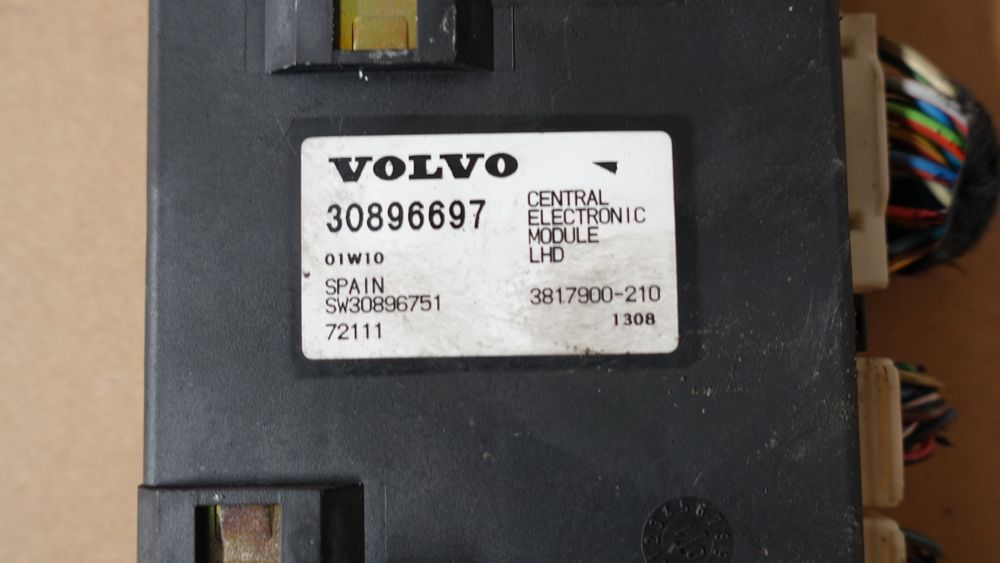 VOLVO
30896697
01W10
SPAIN
SW30896751
72111
CENTRAL
ELECTRONIC
MODULE
LHD
3817900-210
1308